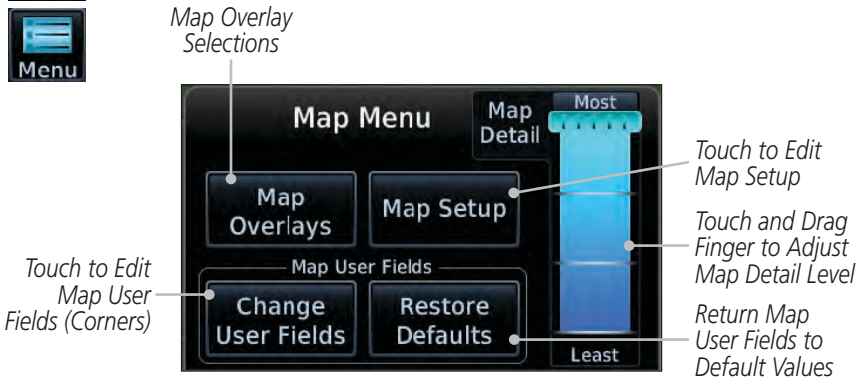 Menu
Map Overlay
Selections
Map Menu
Map
Detail
Most
Map
Overlays
Map Setup
Touch to Edit
Map Setup
Touch and Drag
Finger to Adjust
Map Detail Level
Map User Fields
Touch to Edit
Map User
Fields (Corners)
Change
User Fields
Restore
Defaults
Least
Return Map
User Fields to
Default Values